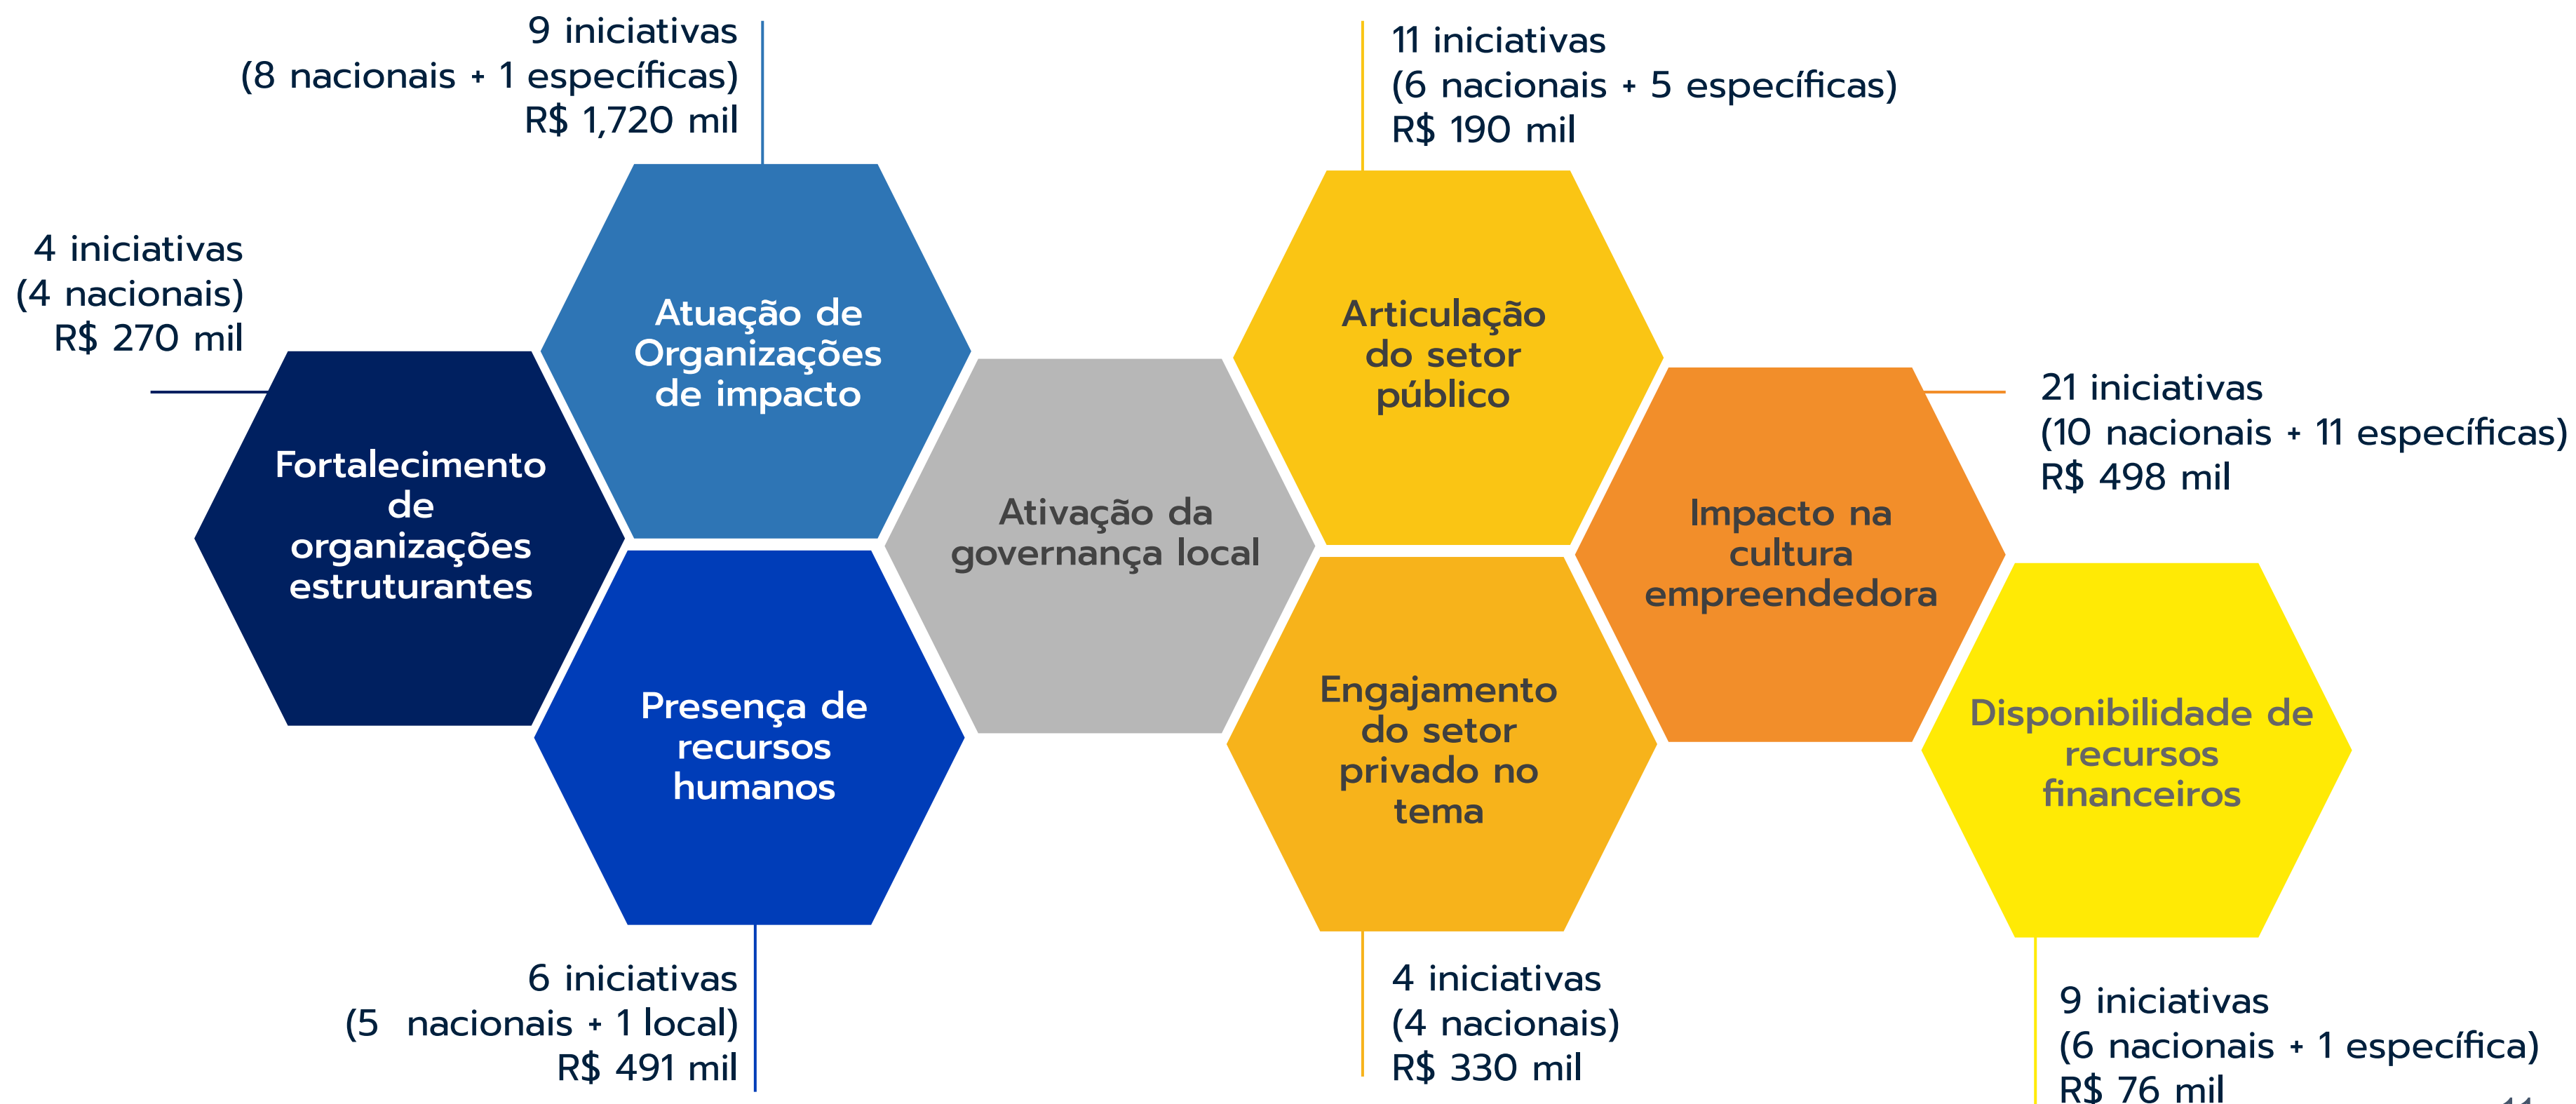 9 iniciativas
(8 nacionais + 1 específicas)
R$ 1,720 mil
11 iniciativas
(6 nacionais + 5 específicas)
R$ 190 mil
4 iniciativas
(4 nacionais)
R$ 270 mil
Atuação de
Organizações
de impacto
Articulação
do setor
público
21 iniciativas
(10 nacionais + 11 específicas)
R$ 498 mil
Fortalecimento
de
organizações
estruturantes
Ativação da
governança local
Impacto na
cultura
empreendedora
Presença de
recursos
humanos
Engajamento
do setor
privado no
tema
Disponibilidade de
recursos
financeiros
6 iniciativas
(5 nacionais + 1 local)
R$ 491 mil
4 iniciativas
(4 nacionais)
R$ 330 mil
9 iniciativas
(6 nacionais + 1 específica)
R$ 76 mil